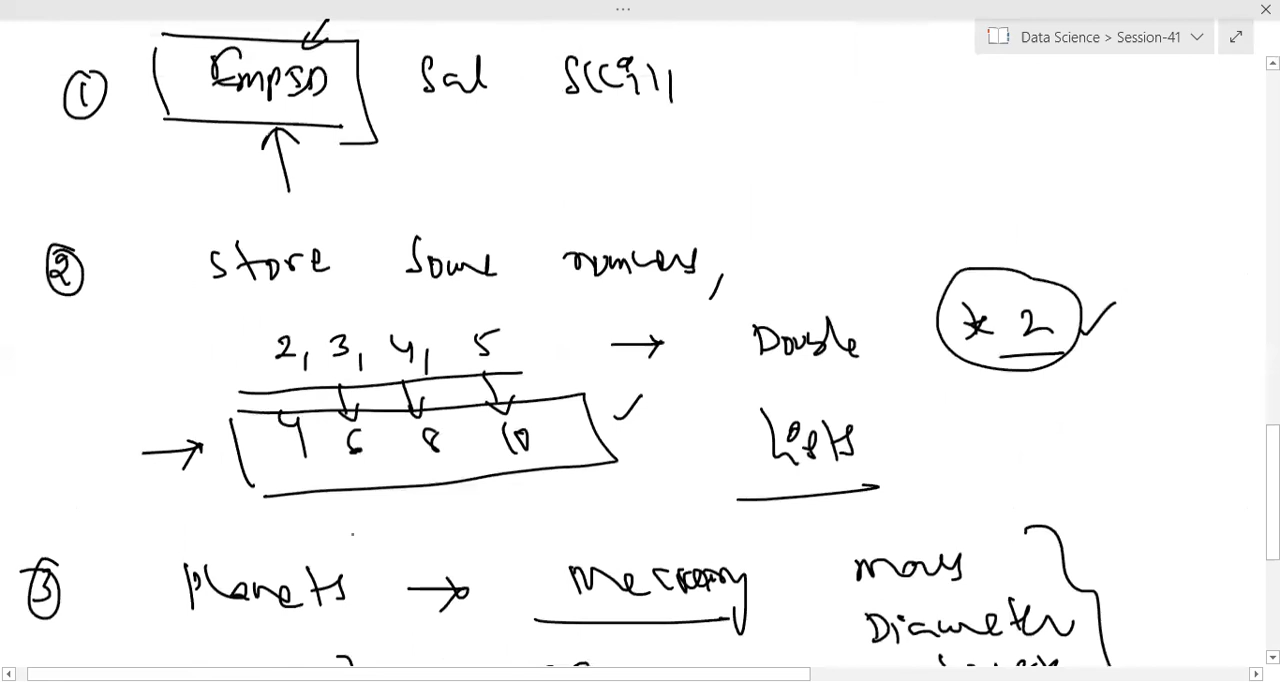 Data Science > Session-41
① EmpID Sal
② store some numbers,
2, 3, 4, 5 → Double * 2
→ 4 6 8 10 Lists
③ Planets → Mercury mass
Diameter